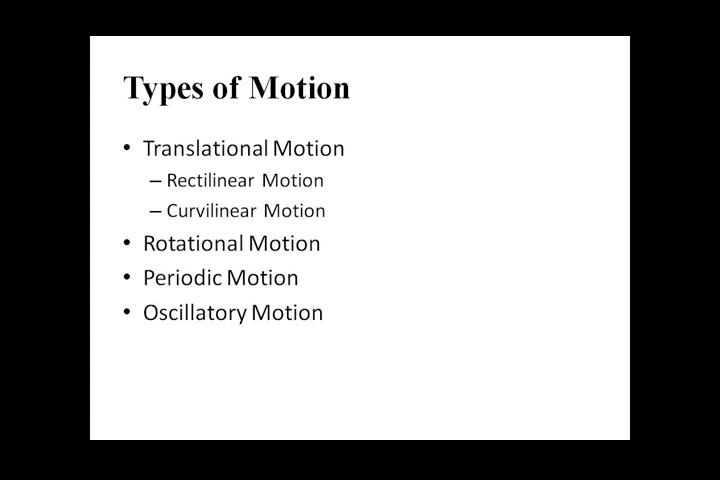 Types of Motion
• Translational Motion
– Rectilinear Motion
– Curvilinear Motion
• Rotational Motion
• Periodic Motion
• Oscillatory Motion